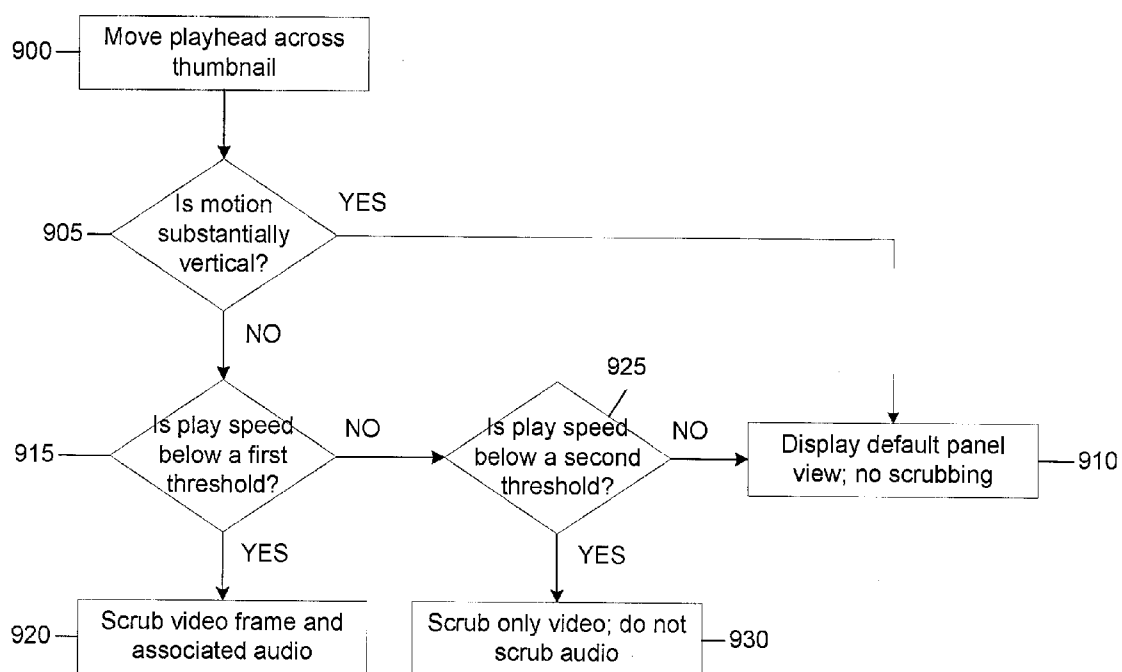 900
Move playhead across
thumbnail
905
Is motion
substantially
vertical?
YES
NO
915
Is play speed
below a first
threshold?
NO
925
Is play speed
below a second
threshold?
NO
Display default panel
view; no scrubbing
910
YES
YES
920
Scrub video frame and
associated audio
Scrub only video; do not
scrub audio
930